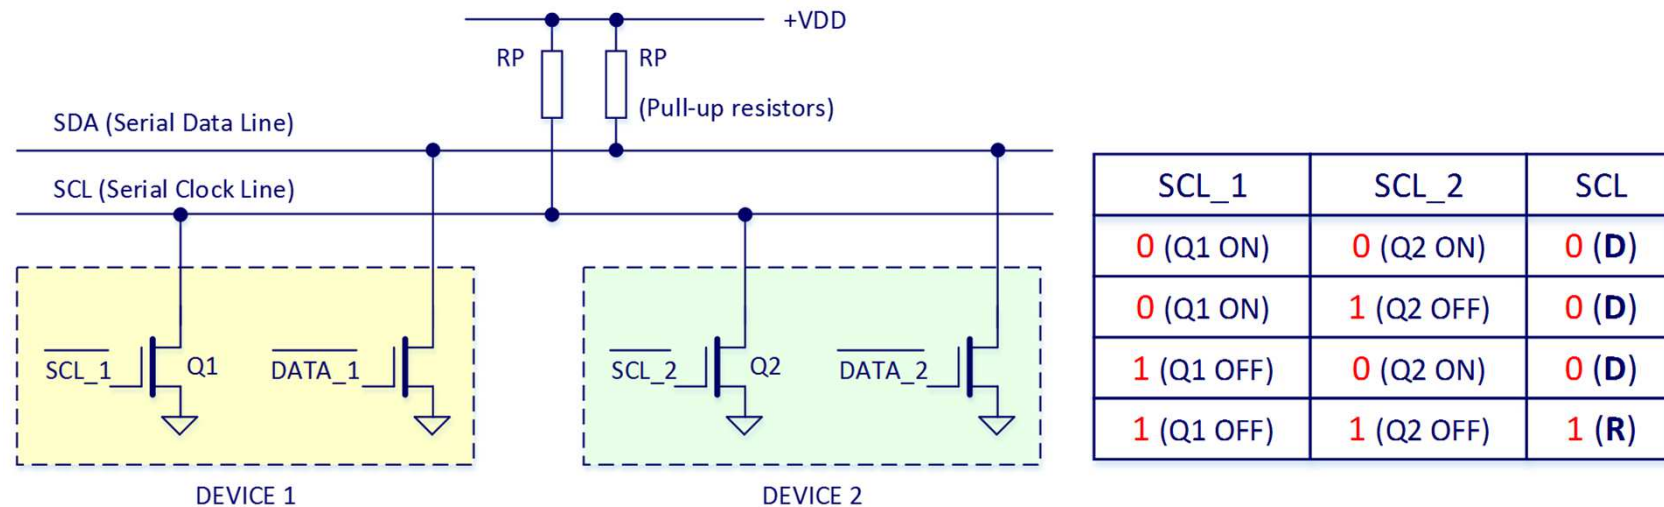 +VDD
RP
RP
(Pull-up resistors)
SDA (Serial Data Line)
SCL (Serial Clock Line)
SCL_1
Q1
DATA_1
SCL_2
Q2
DATA_2
DEVICE 1
DEVICE 2
SCL_1 SCL_2 SCL
0 (Q1 ON) 0 (Q2 ON) 0 (D)
0 (Q1 ON) 1 (Q2 OFF) 0 (D)
1 (Q1 OFF) 0 (Q2 ON) 0 (D)
1 (Q1 OFF) 1 (Q2 OFF) 1 (R)